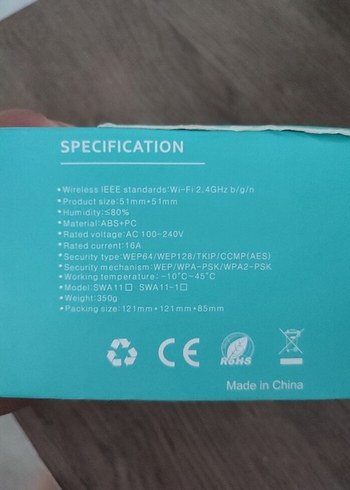 SPECIFICATION
•Wireless IEEE standards:Wi-Fi 2.4GHz b/g/n
•Product size:51mm*51mm
•Humidity:≤80%
•Material:ABS+PC
•Rated voltage:AC 100-240V
•Rated current:16A
•Security type:WEP64/WEP128/TKIP/CCMP(AES)
•Security mechanism:WEP/WPA-PSK/WPA2-PSK
•Working temperature: -10°C~45°C
•Model:SWA11□ SWA11-1□
•Weight:350g
•Packing size:121mm*121mm*85mm
CE
RoHS
Made in China